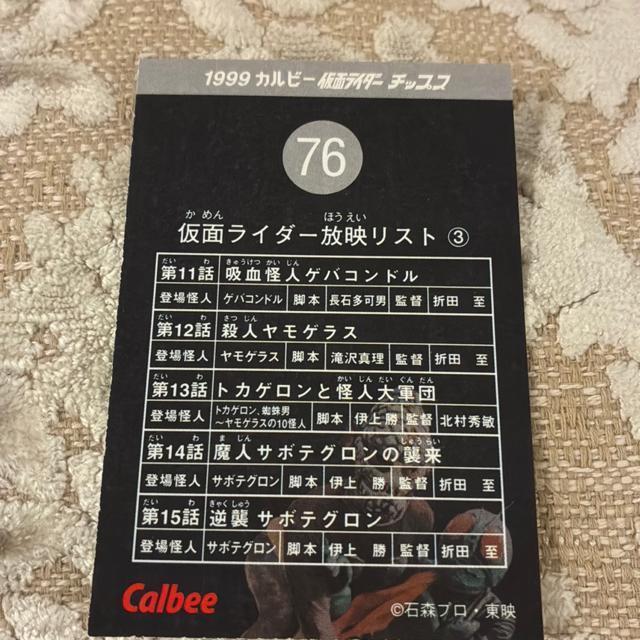 1999 カルビー 仮面ライダー チップス
76
か めん ほう えい
仮面ライダー放映リスト ③
だい わ きゅうけつ かい じん
第11話 吸血怪人ゲバコンドル
登場怪人 ゲバコンドル 脚本 長石多可男 監督 折田 至
だい わ さつ じん
第12話 殺人ヤモゲラス
登場怪人 ヤモゲラス 脚本 滝沢真理 監督 折田 至
だい わ かい じん だい ぐん だん
第13話 トカゲロンと怪人大軍団
登場怪人 トカゲロン、蜘蛛男 脚本 伊上 勝 監督 北村秀敏
〜ヤモゲラスの10怪人
だい わ ま じん しゅうらい
第14話 魔人サボテグロンの襲来
登場怪人 サボテグロン 脚本 伊上 勝 監督 折田 至
だい わ ぎゃくしゅう
第15話 逆襲サボテグロン
登場怪人 サボテグロン 脚本 伊上 勝 監督 折田 至
Calbee
©石森プロ・東映